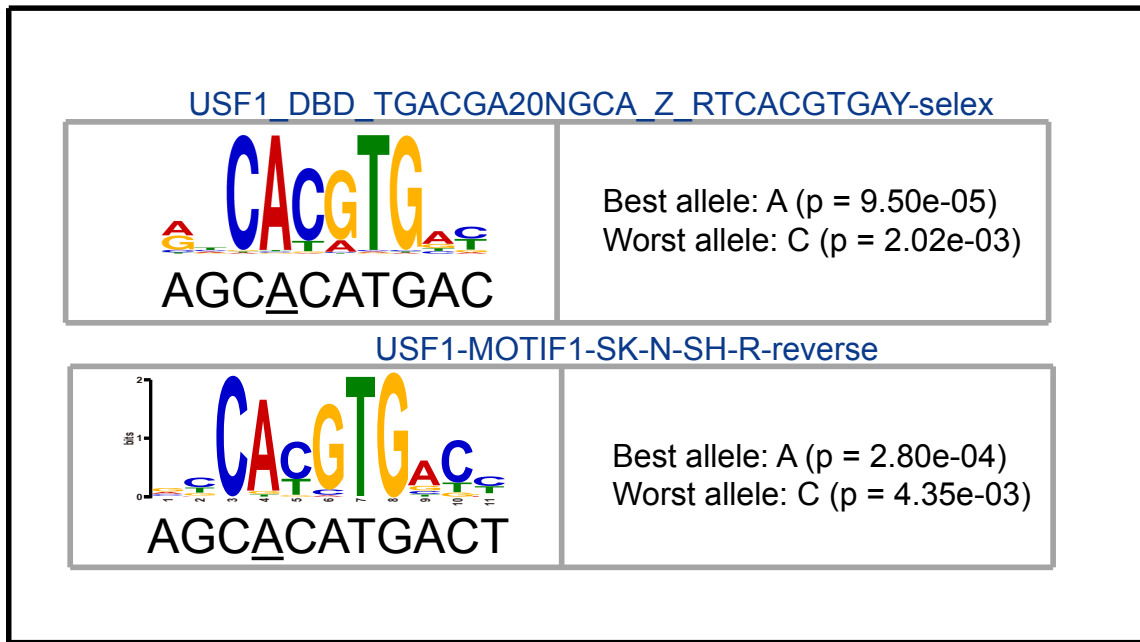 USF1_DBD_TGACGA20NGCA_Z_RTCACGTGAY-selex
AGCACATGAC
Best allele: A (p = 9.50e-05)
Worst allele: C (p = 2.02e-03)
USF1-MOTIF1-SK-N-SH-R-reverse
2
1
0
bits
1 2 3 4 5 6 7 8 9 10 11
AGCACATGACT
Best allele: A (p = 2.80e-04)
Worst allele: C (p = 4.35e-03)